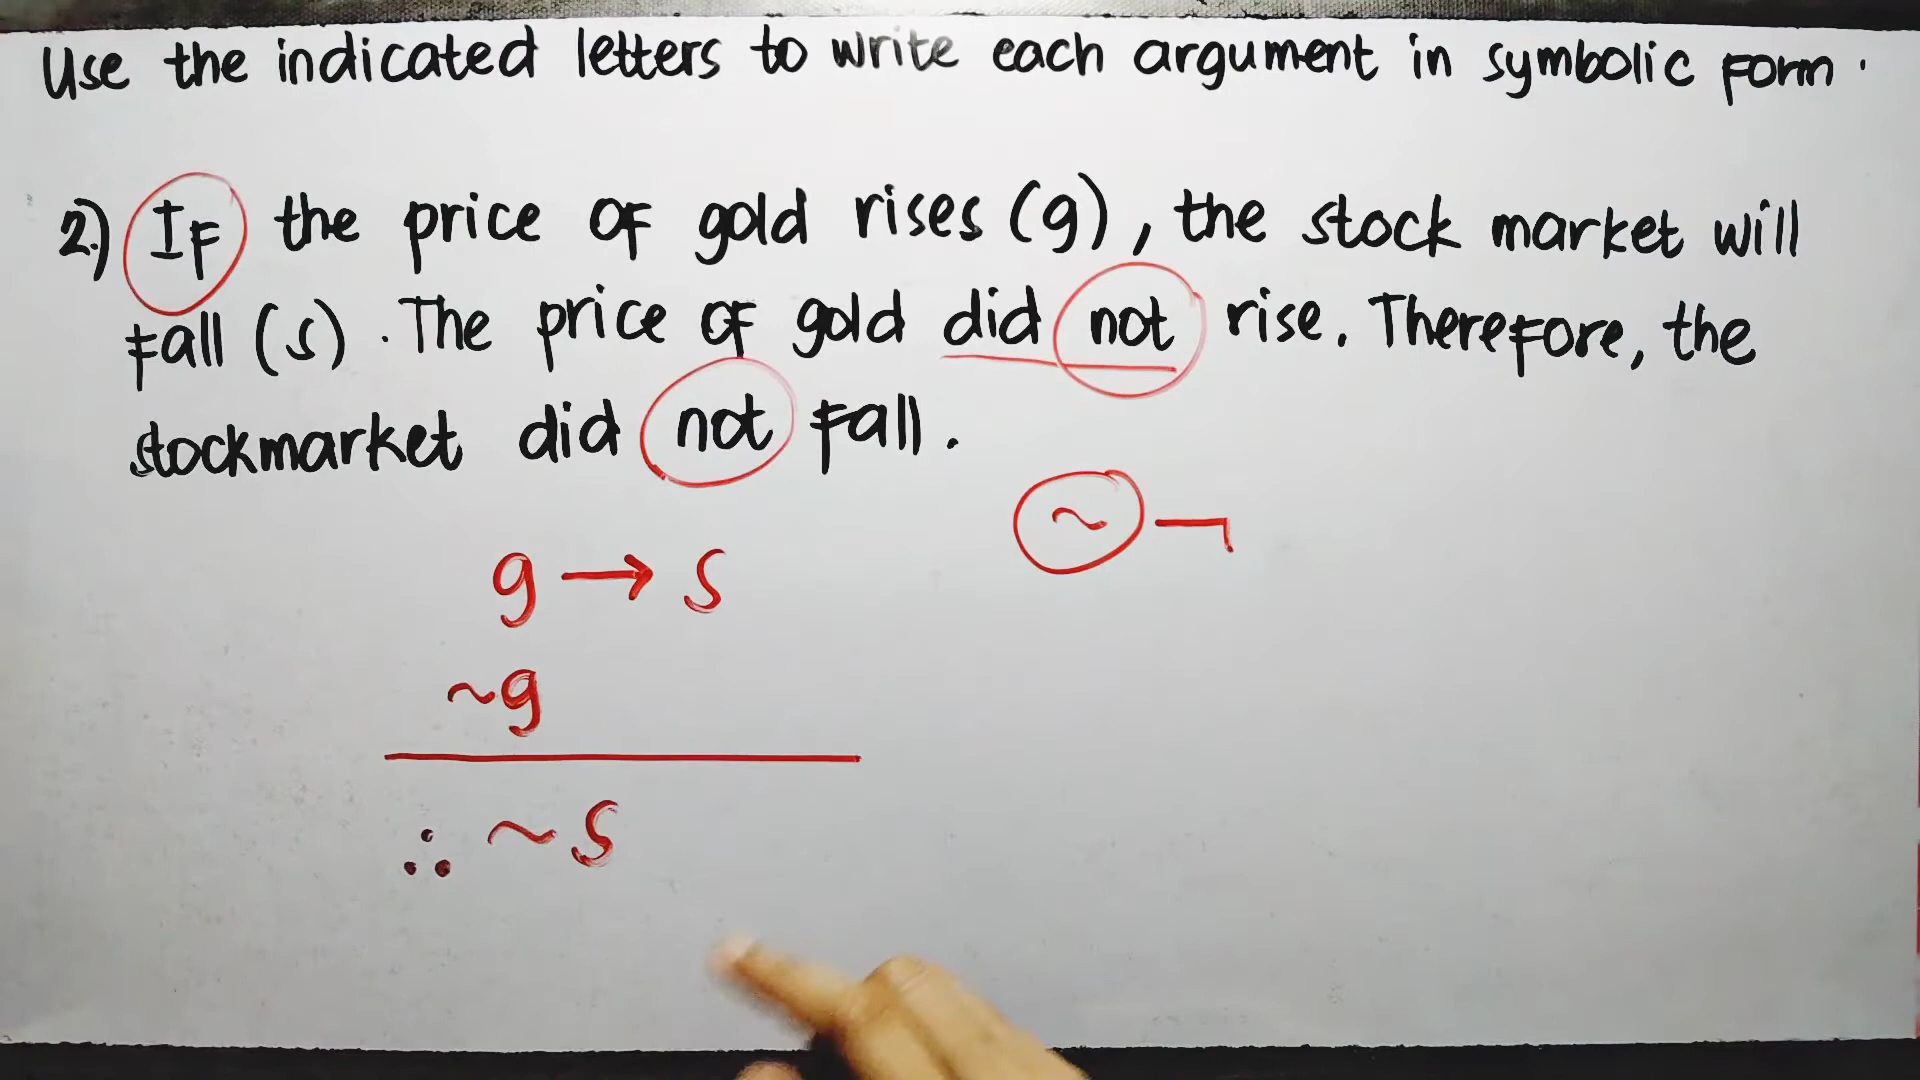 Use the indicated letters to write each argument in symbolic form.
2.) If the price of gold rises (g), the stock market will
fall (s). The price of gold did not rise. Therefore, the
stockmarket did not fall.
~ ¬
g → s
~g
∴ ~s